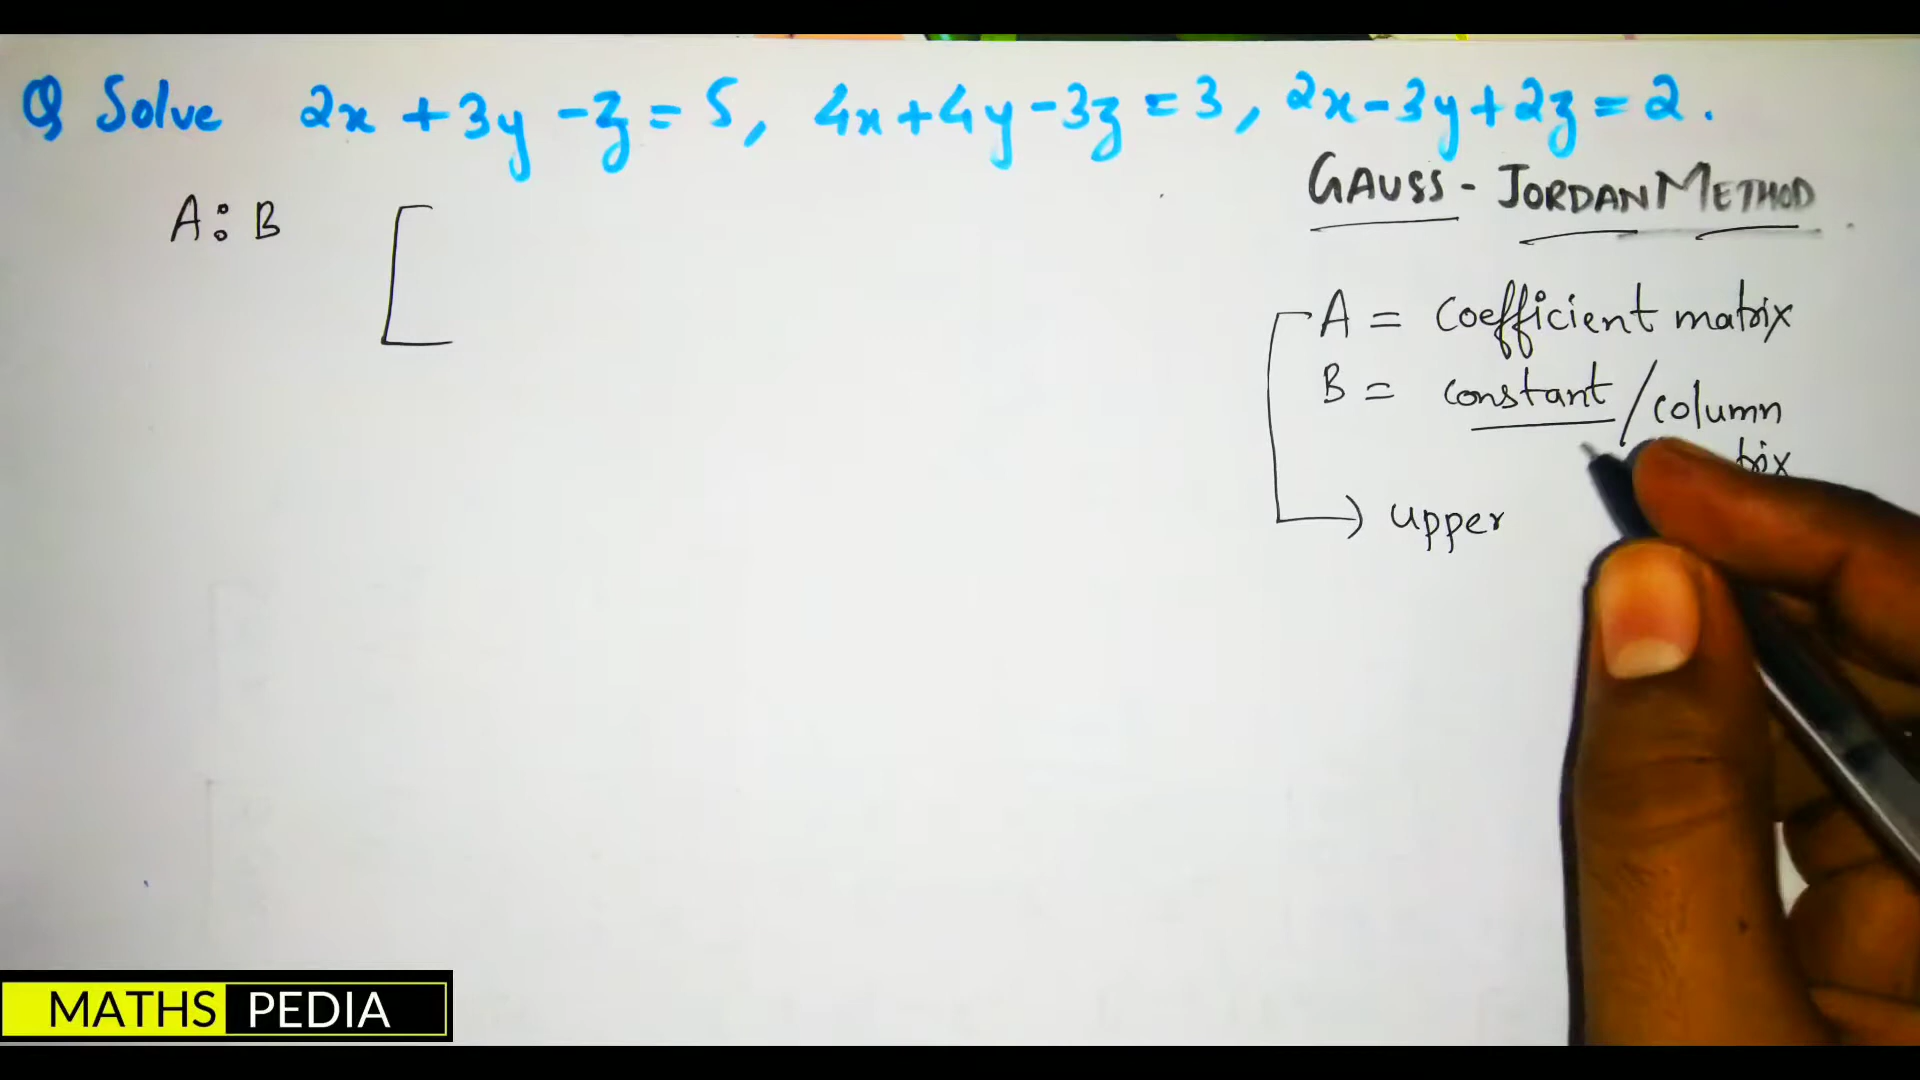 Q Solve 2x + 3y - z = 5, 4x + 4y - 3z = 3, 2x - 3y + 2z = 2.
GAUSS - JORDAN METHOD
A : B [
A = coefficient matrix
B = constant / column
upper
MATHS PEDIA